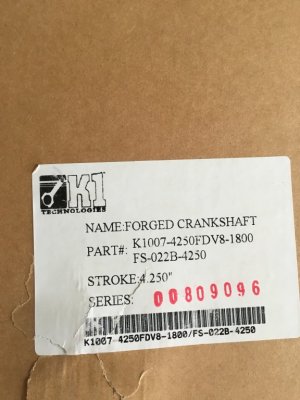 K1
TECHNOLOGIES
NAME:FORGED CRANKSHAFT
PART#: K1007-4250FDV8-1800
FS-022B-4250
STROKE:4.250"
SERIES: 00809096
K1007-4250FDV8-1800/FS-022B-4250